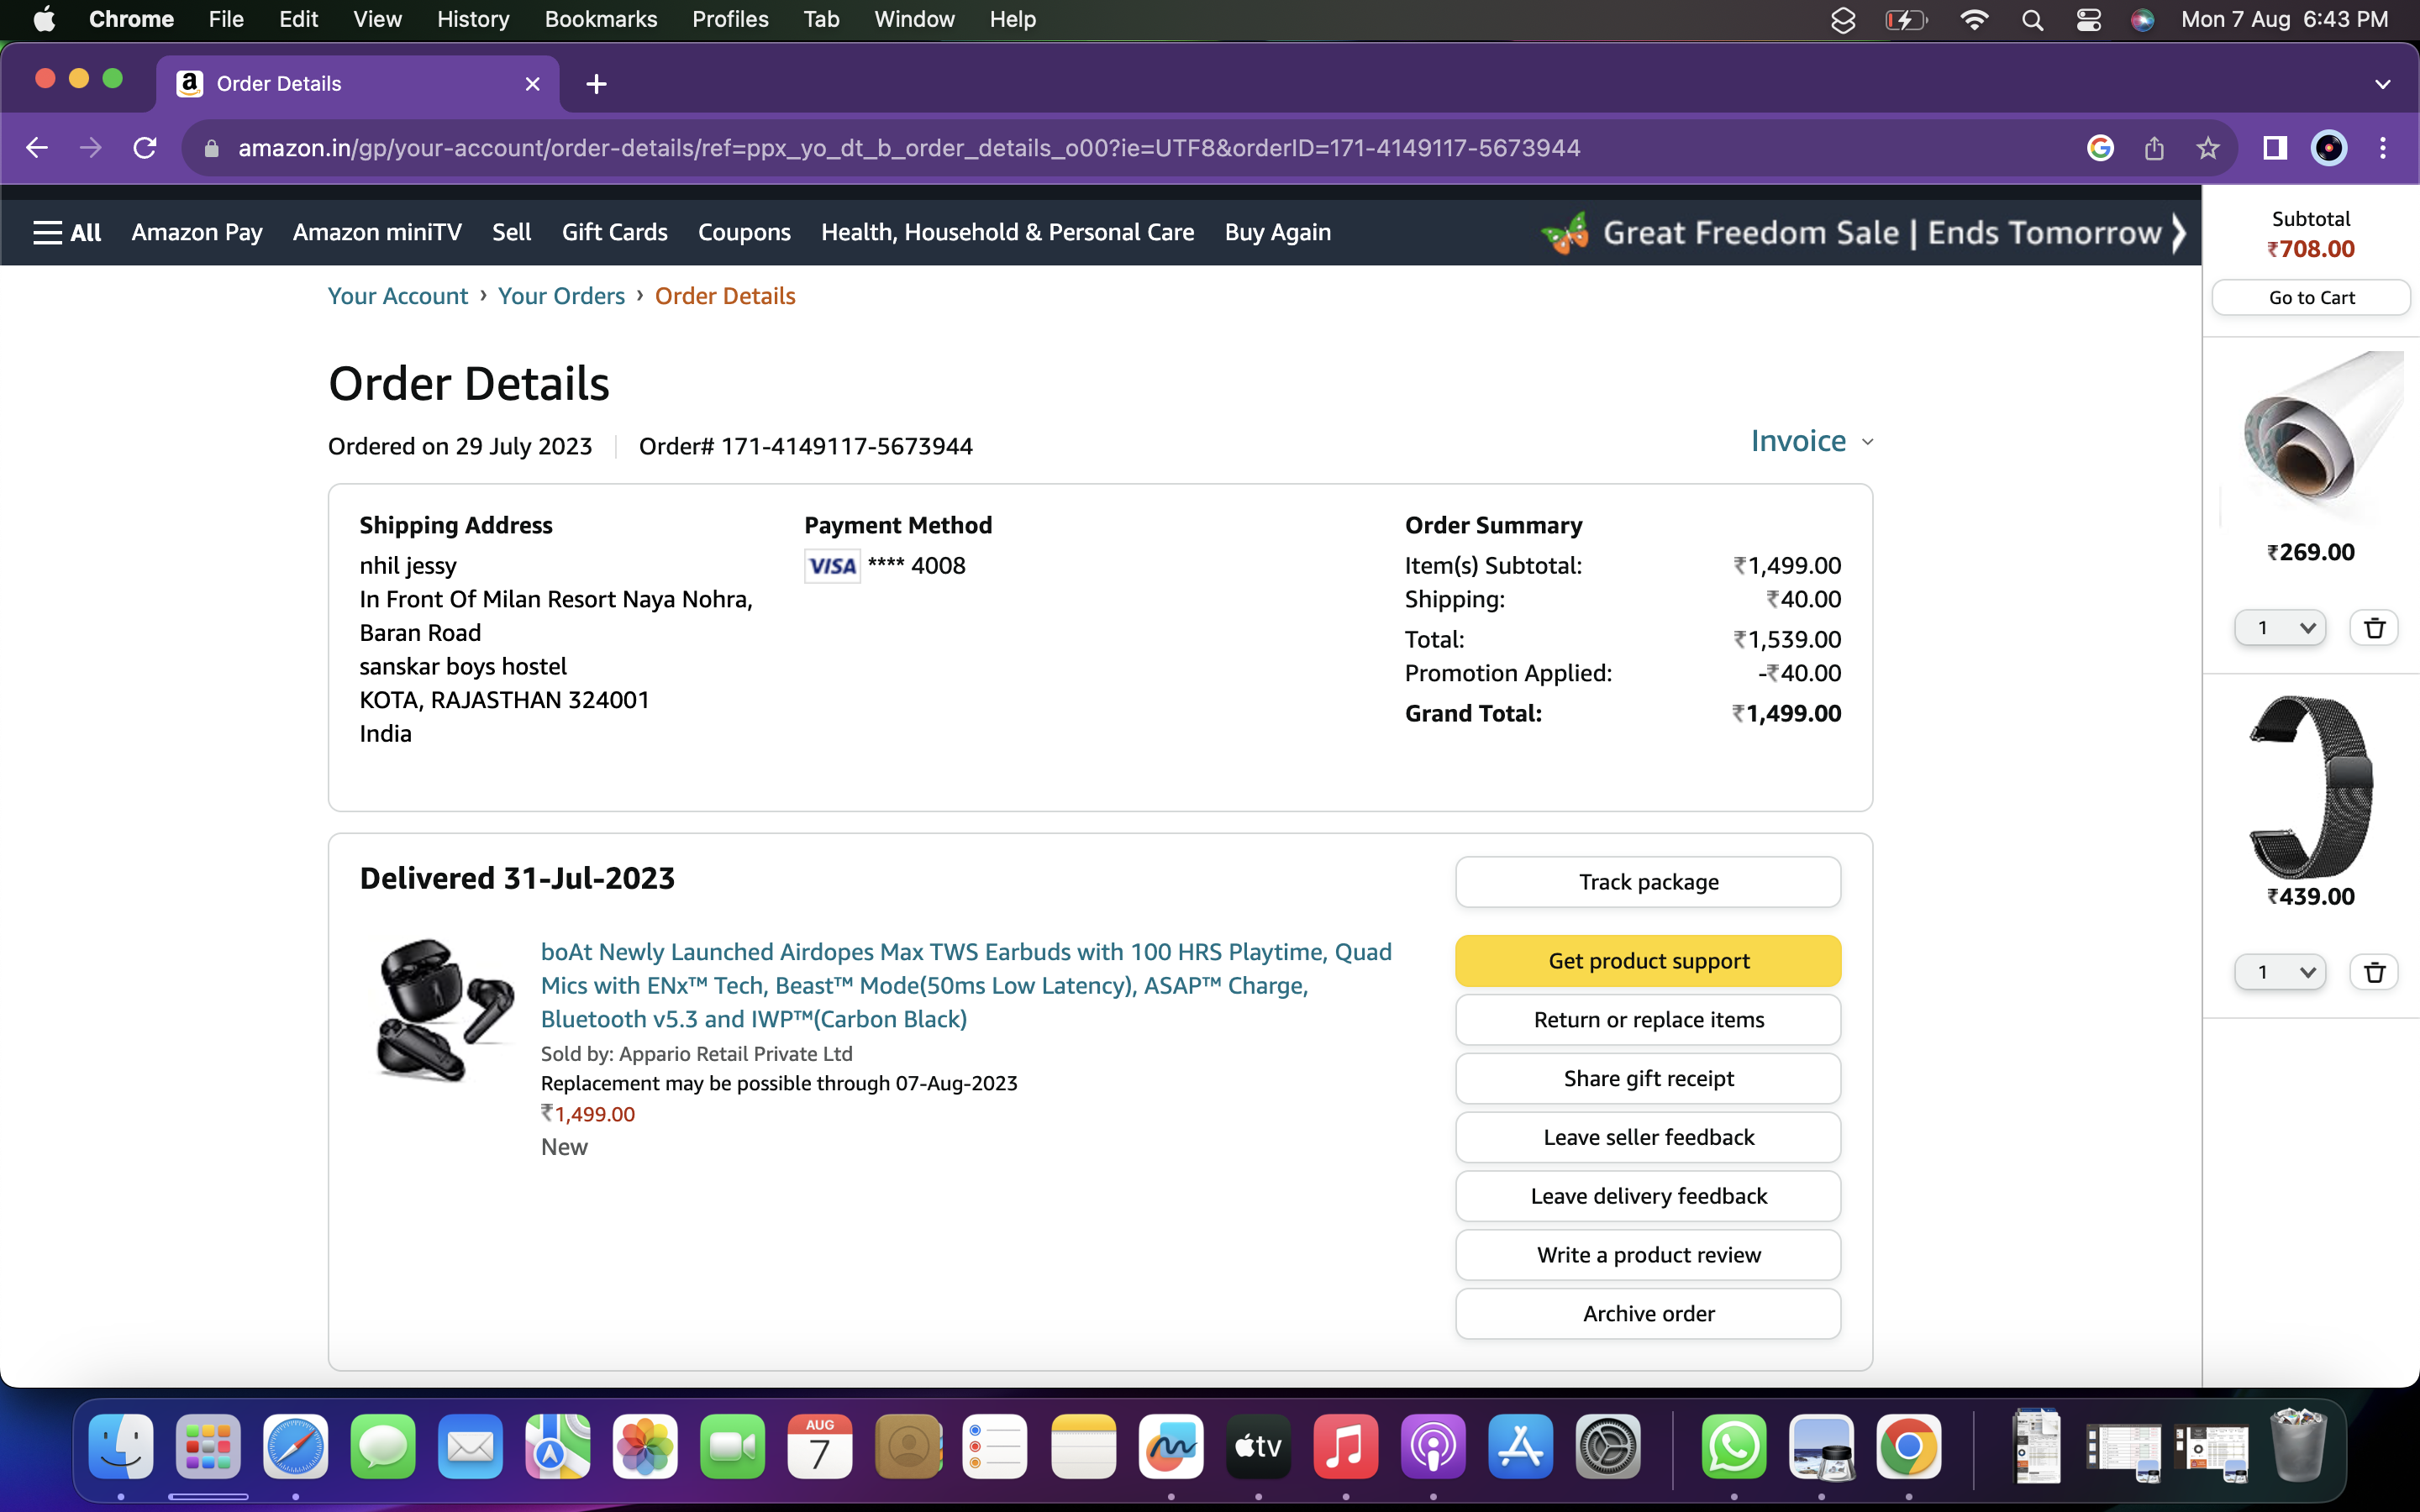 Chrome File Edit View History Bookmarks Profiles Tab Window Help Mon 7 Aug 6:43 PM
Order Details
amazon.in/gp/your-account/order-details/ref=ppx_yo_dt_b_order_details_o00?ie=UTF8&orderID=171-4149117-5673944
All Amazon Pay Amazon miniTV Sell Gift Cards Coupons Health, Household & Personal Care Buy Again Great Freedom Sale | Ends Tomorrow
Your Account › Your Orders › Order Details
Order Details
Ordered on 29 July 2023 Order# 171-4149117-5673944
Invoice
Shipping Address
nhil jessy
In Front Of Milan Resort Naya Nohra,
Baran Road
sanskar boys hostel
KOTA, RAJASTHAN 324001
India
Payment Method
VISA **** 4008
Order Summary
Item(s) Subtotal: ₹1,499.00
Shipping: ₹40.00
Total: ₹1,539.00
Promotion Applied: -₹40.00
Grand Total: ₹1,499.00
Delivered 31-Jul-2023
boAt Newly Launched Airdopes Max TWS Earbuds with 100 HRS Playtime, Quad
Mics with ENx™ Tech, Beast™ Mode(50ms Low Latency), ASAP™ Charge,
Bluetooth v5.3 and IWP™(Carbon Black)
Sold by: Appario Retail Private Ltd
Replacement may be possible through 07-Aug-2023
₹1,499.00
New
Track package
Get product support
Return or replace items
Share gift receipt
Leave seller feedback
Leave delivery feedback
Write a product review
Archive order
Subtotal
₹708.00
Go to Cart
₹269.00
1
₹439.00
1
AUG
7
tv